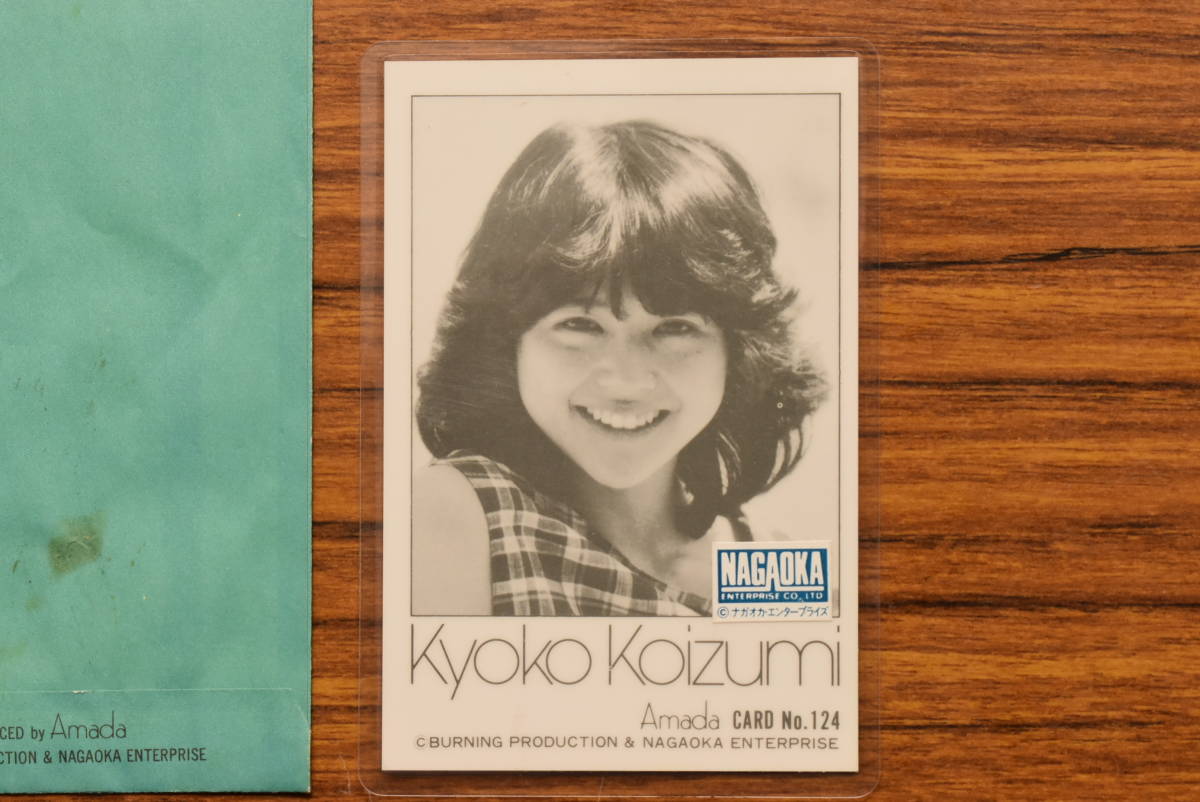 NAGAOKA
ENTERPRISE CO., LTD
©ナガオカ・エンタープライズ
Kyoko Koizumi
Amada CARD No.124
©BURNING PRODUCTION & NAGAOKA ENTERPRISE
CED by Amada
CTION & NAGAOKA ENTERPRISE